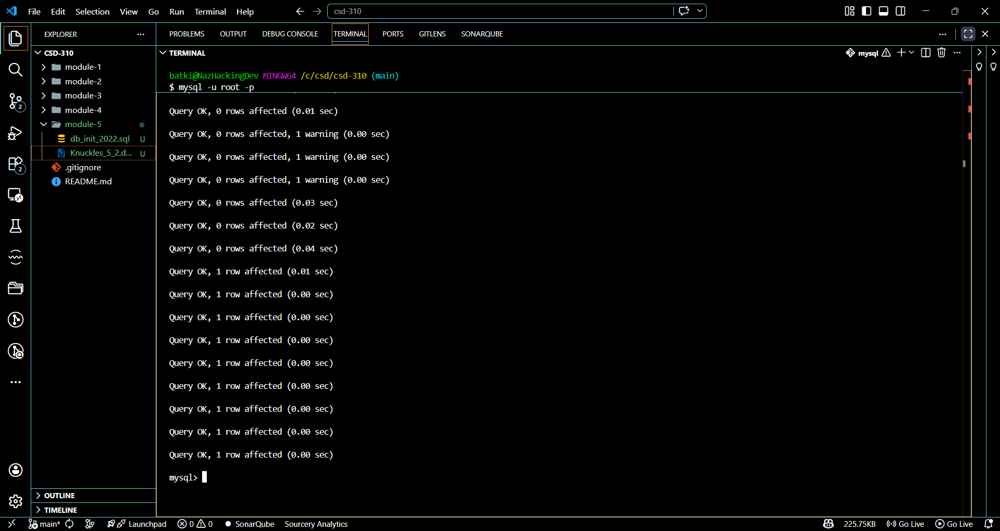 File Edit Selection View Go Run Terminal Help
csd-310
EXPLORER
PROBLEMS OUTPUT DEBUG CONSOLE TERMINAL PORTS GITLENS SONARQUBE
CSD-310
module-1
module-2
module-3
module-4
module-5
db_init_2022.sql U
Knuckles_5_2.d... U
.gitignore
README.md
OUTLINE
TIMELINE
TERMINAL
mysql
batki@NazHackingDev MINGW64 /c/csd/csd-310 (main)
$ mysql -u root -p
Query OK, 0 rows affected (0.01 sec)
Query OK, 0 rows affected, 1 warning (0.00 sec)
Query OK, 0 rows affected, 1 warning (0.00 sec)
Query OK, 0 rows affected, 1 warning (0.00 sec)
Query OK, 0 rows affected (0.03 sec)
Query OK, 0 rows affected (0.02 sec)
Query OK, 0 rows affected (0.04 sec)
Query OK, 1 row affected (0.01 sec)
Query OK, 1 row affected (0.00 sec)
Query OK, 1 row affected (0.00 sec)
Query OK, 1 row affected (0.00 sec)
Query OK, 1 row affected (0.00 sec)
Query OK, 1 row affected (0.00 sec)
Query OK, 1 row affected (0.00 sec)
Query OK, 1 row affected (0.00 sec)
Query OK, 1 row affected (0.00 sec)
mysql>
2
2
main* Launchpad 0 0 SonarQube Sourcery Analytics 225.75KB Go Live Go Live